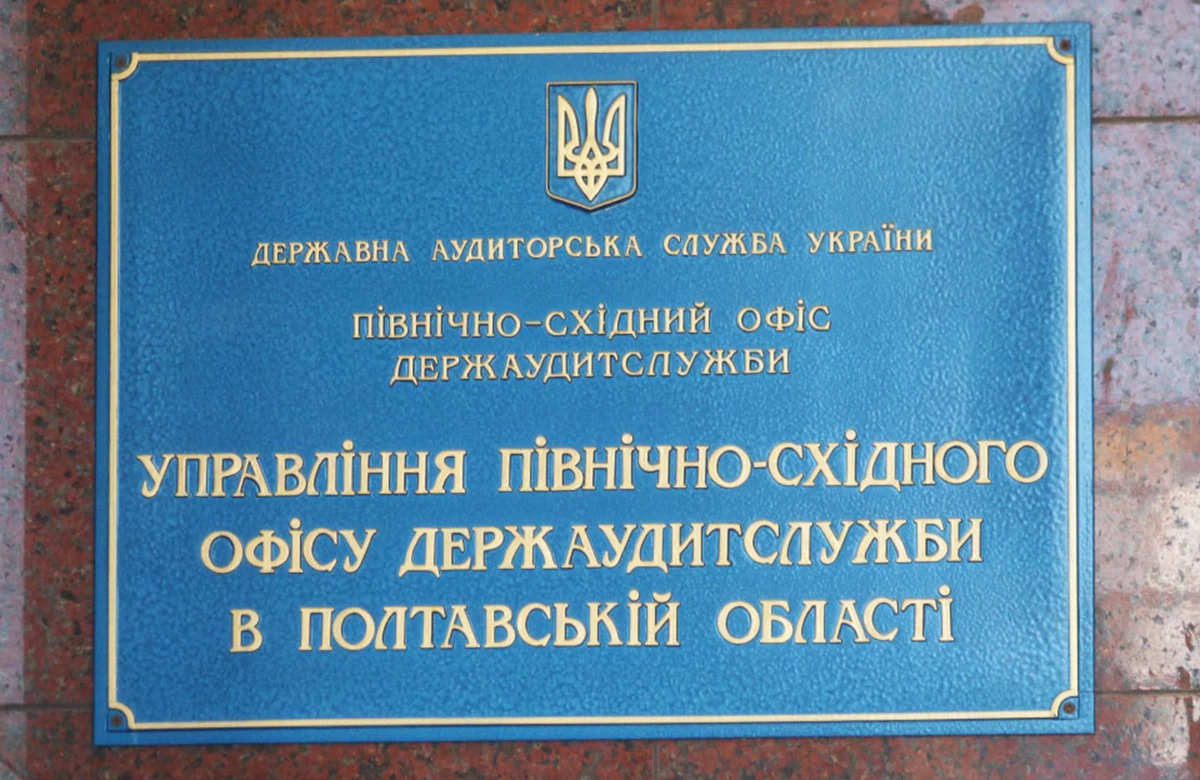 ДЕРЖАВНА АУДИТОРСЬКА СЛУЖБА УКРАЇНИ
ПІВНІЧНО-СХІДНИЙ ОФІС
ДЕРЖАУДИТСЛУЖБИ
УПРАВЛІННЯ ПІВНІЧНО-СХІДНОГО
ОФІСУ ДЕРЖАУДИТСЛУЖБИ
В ПОЛТАВСЬКІЙ ОБЛАСТІ